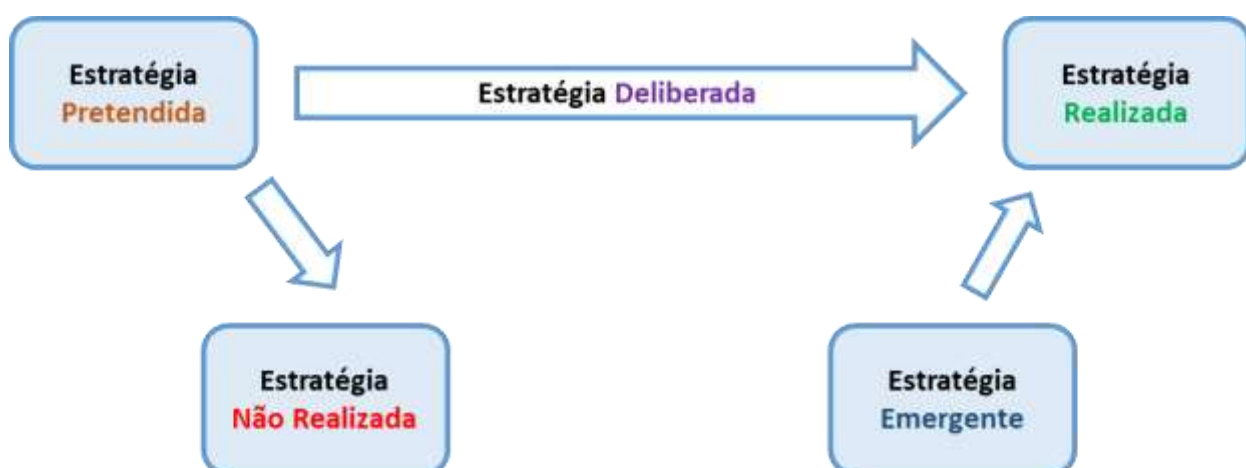 Estratégia
Pretendida
Estratégia Deliberada
Estratégia
Realizada
Estratégia
Não Realizada
Estratégia
Emergente